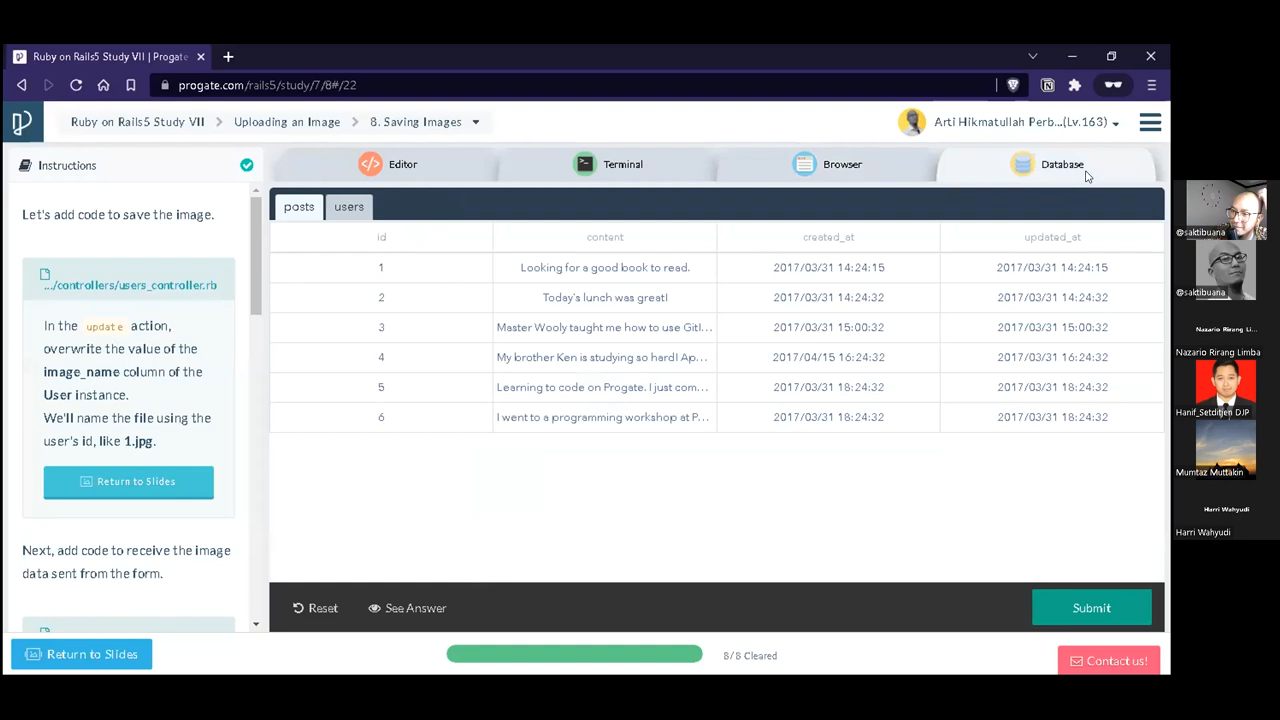 Ruby on Rails5 Study VII | Progate
progate.com/rails5/study/7/8#/22
Ruby on Rails5 Study VII
Uploading an Image
8. Saving Images
Arti Hikmatullah Perb...(Lv.163)
Instructions
Editor
Terminal
Browser
Database
Let's add code to save the image.
.../controllers/users_controller.rb
In the update action,
overwrite the value of the
image_name column of the
User instance.
We'll name the file using the
user's id, like 1.jpg.
Return to Slides
Next, add code to receive the image
data sent from the form.
posts users
id content created_at updated_at
1 Looking for a good book to read. 2017/03/31 14:24:15 2017/03/31 14:24:15
2 Today's lunch was great! 2017/03/31 14:24:32 2017/03/31 14:24:32
3 Master Wooly taught me how to use GitI... 2017/03/31 15:00:32 2017/03/31 15:00:32
4 My brother Ken is studying so hard! Ap... 2017/04/15 16:24:32 2017/03/31 16:24:32
5 Learning to code on Progate. I just com... 2017/03/31 18:24:32 2017/03/31 18:24:32
6 I went to a programming workshop at P... 2017/03/31 18:24:32 2017/03/31 18:24:32
Reset
See Answer
Submit
Return to Slides
8/8 Cleared
Contact us!
@saktibuana
@saktibuana
Nazario Rirang Li...
Nazario Rirang Limba
Hanif_Setditjen DJP
Mumtaz Muttakin
Harri Wahyudi
Harri Wahyudi